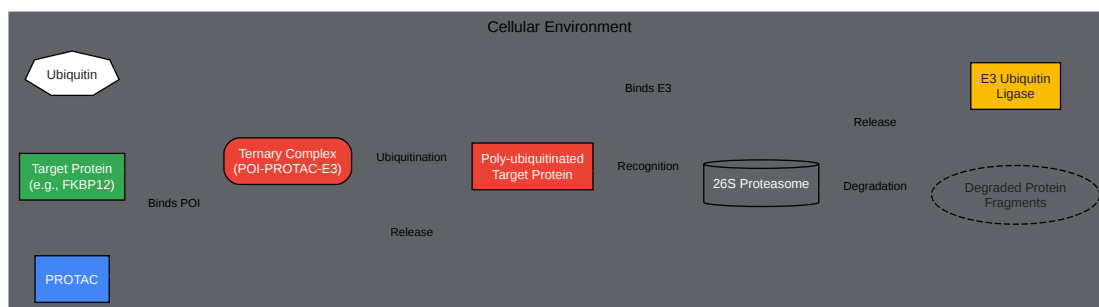 Cellular Environment
Ubiquitin
Binds E3
E3 Ubiquitin
Ligase
Release
Target Protein
(e.g., FKBP12)
Binds POI
Ternary Complex
(POI-PROTAC-E3)
Ubiquitination
Poly-ubiquitinated
Target Protein
Recognition
26S Proteasome
Degradation
Degraded Protein
Fragments
Release
PROTAC